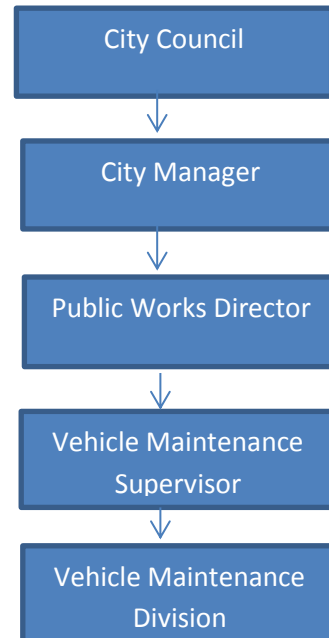 City Council
City Manager
Public Works Director
Vehicle Maintenance
Supervisor
Vehicle Maintenance
Division